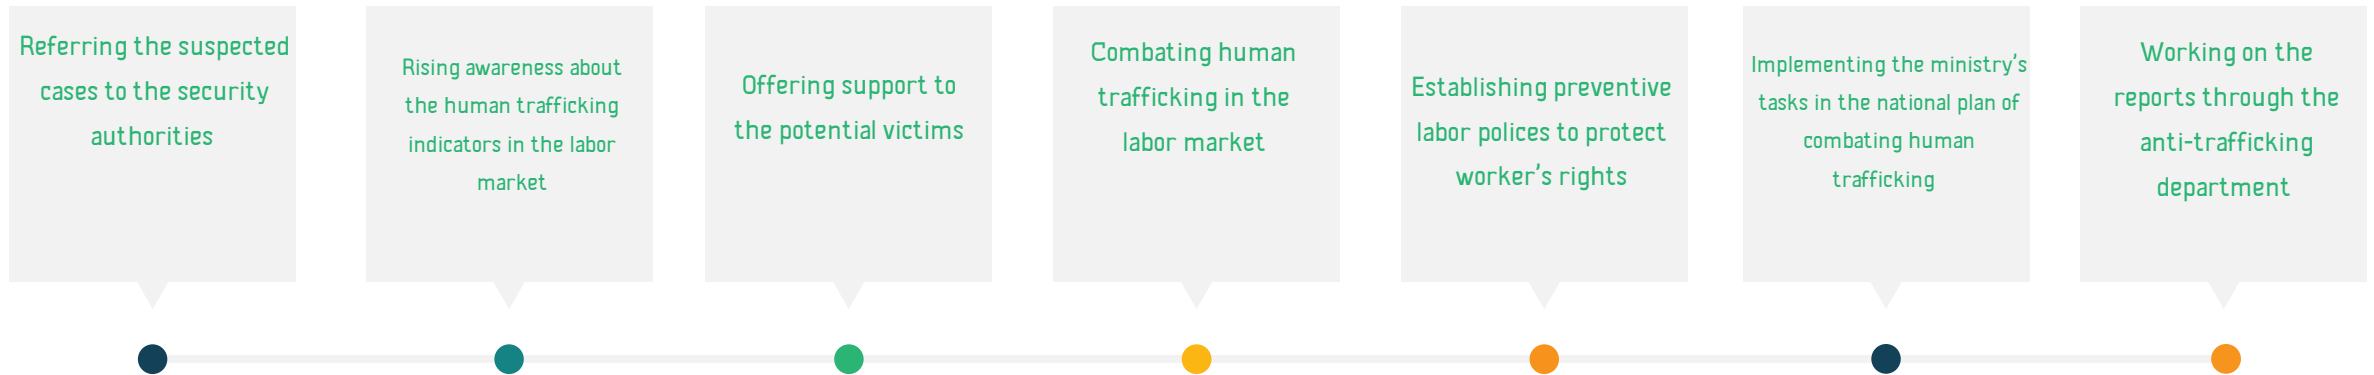 Referring the suspected
cases to the security
authorities
Rising awareness about
the human trafficking
indicators in the labor
market
Offering support to
the potential victims
Combating human
trafficking in the
labor market
Establishing preventive
labor polices to protect
worker's rights
Implementing the ministry's
tasks in the national plan of
combating human
trafficking
Working on the
reports through the
anti-trafficking
department